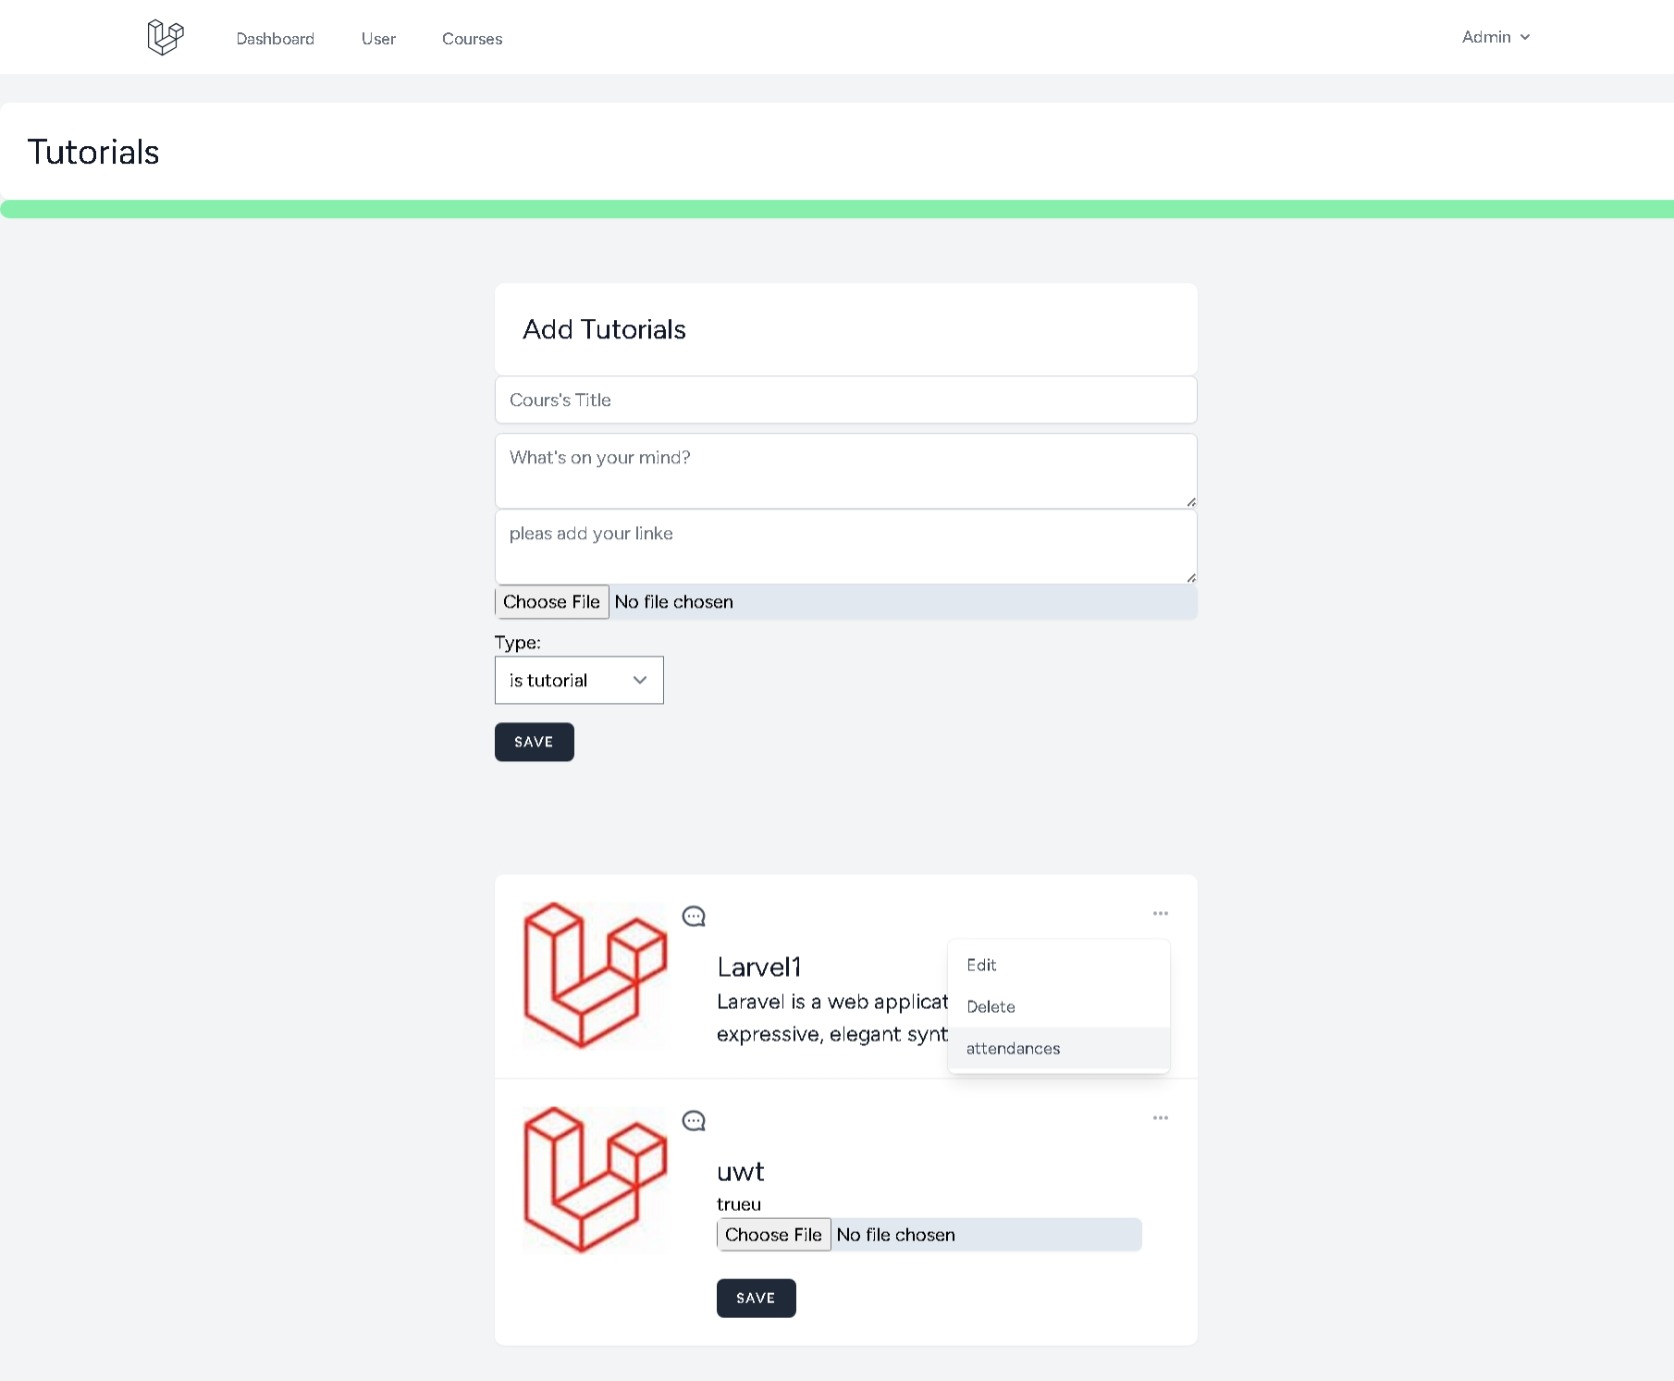 Dashboard User Courses Admin
Tutorials
Add Tutorials
Cours's Title
What's on your mind?
pleas add your linke
Choose File No file chosen
Type:
is tutorial
SAVE
Larvel1
Laravel is a web applicat
expressive, elegant synt
Edit
Delete
attendances
uwt
trueu
Choose File No file chosen
SAVE